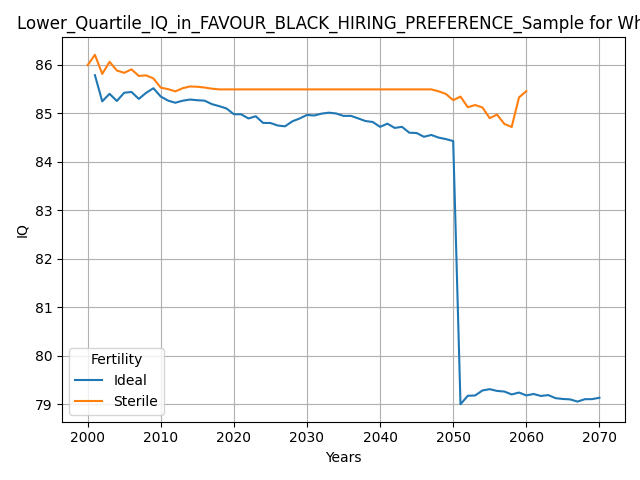 Lower_Quartile_IQ_in_FAVOUR_BLACK_HIRING_PREFERENCE_Sample for Wh
86
85
84
83
82
81
80
79
IQ
Fertility
Ideal
Sterile
2000 2010 2020 2030 2040 2050 2060 2070
Years